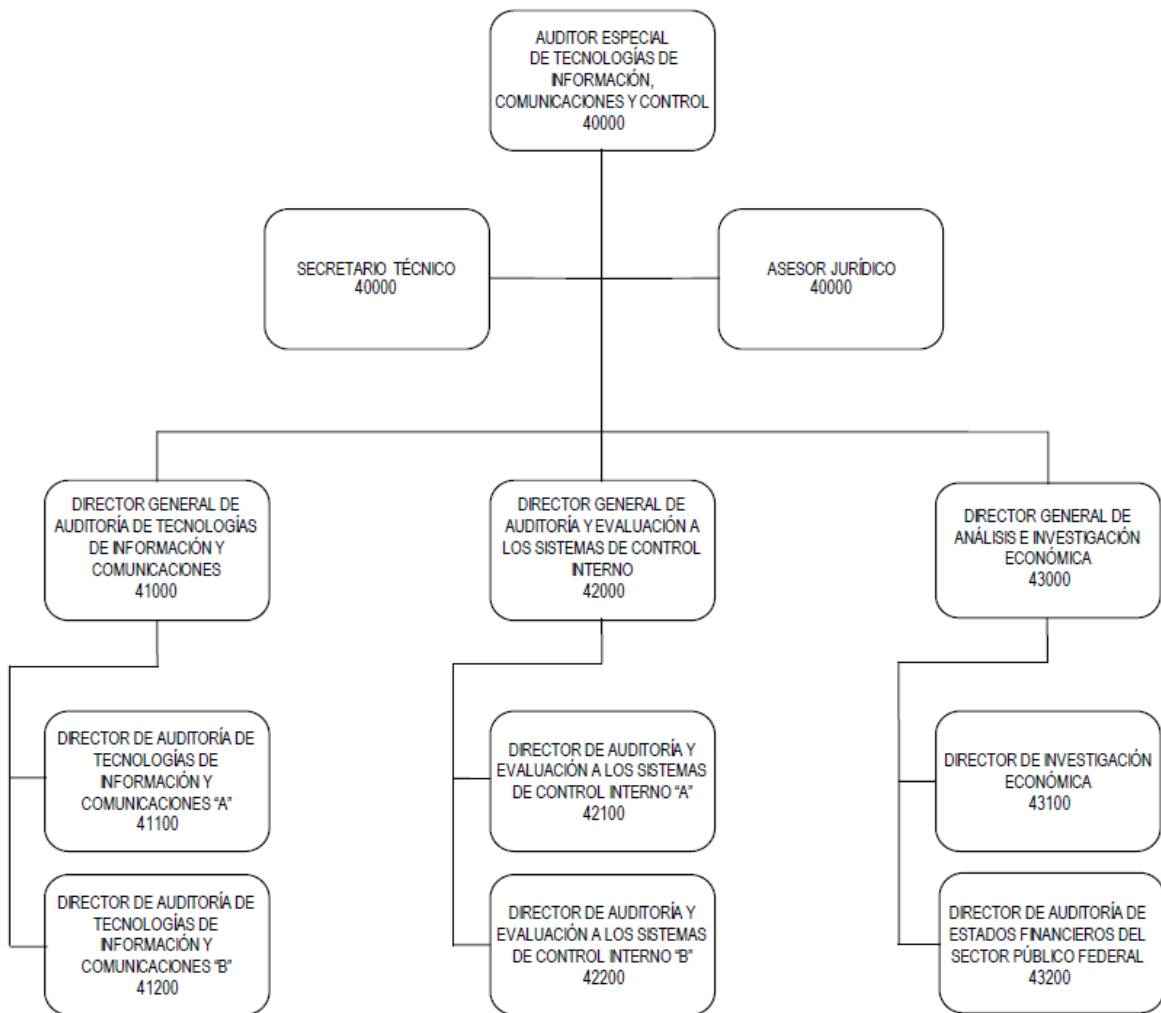 AUDITOR ESPECIAL
DE TECNOLOGÍAS DE
INFORMACIÓN,
COMUNICACIONES Y CONTROL
40000
SECRETARIO TÉCNICO
40000
ASESOR JURÍDICO
40000
DIRECTOR GENERAL DE
AUDITORÍA DE TECNOLOGÍAS
DE INFORMACIÓN Y
COMUNICACIONES
41000
DIRECTOR GENERAL DE
AUDITORÍA Y EVALUACIÓN A
LOS SISTEMAS DE CONTROL
INTERNO
42000
DIRECTOR GENERAL DE
ANÁLISIS E INVESTIGACIÓN
ECONÓMICA
43000
DIRECTOR DE AUDITORÍA DE
TECNOLOGÍAS DE
INFORMACIÓN Y
COMUNICACIONES “A”
41100
DIRECTOR DE AUDITORÍA Y
EVALUACIÓN A LOS SISTEMAS
DE CONTROL INTERNO “A”
42100
DIRECTOR DE INVESTIGACIÓN
ECONÓMICA
43100
DIRECTOR DE AUDITORÍA DE
TECNOLOGÍAS DE
INFORMACIÓN Y
COMUNICACIONES “B”
41200
DIRECTOR DE AUDITORÍA Y
EVALUACIÓN A LOS SISTEMAS
DE CONTROL INTERNO “B”
42200
DIRECTOR DE AUDITORÍA DE
ESTADOS FINANCIEROS DEL
SECTOR PÚBLICO FEDERAL
43200